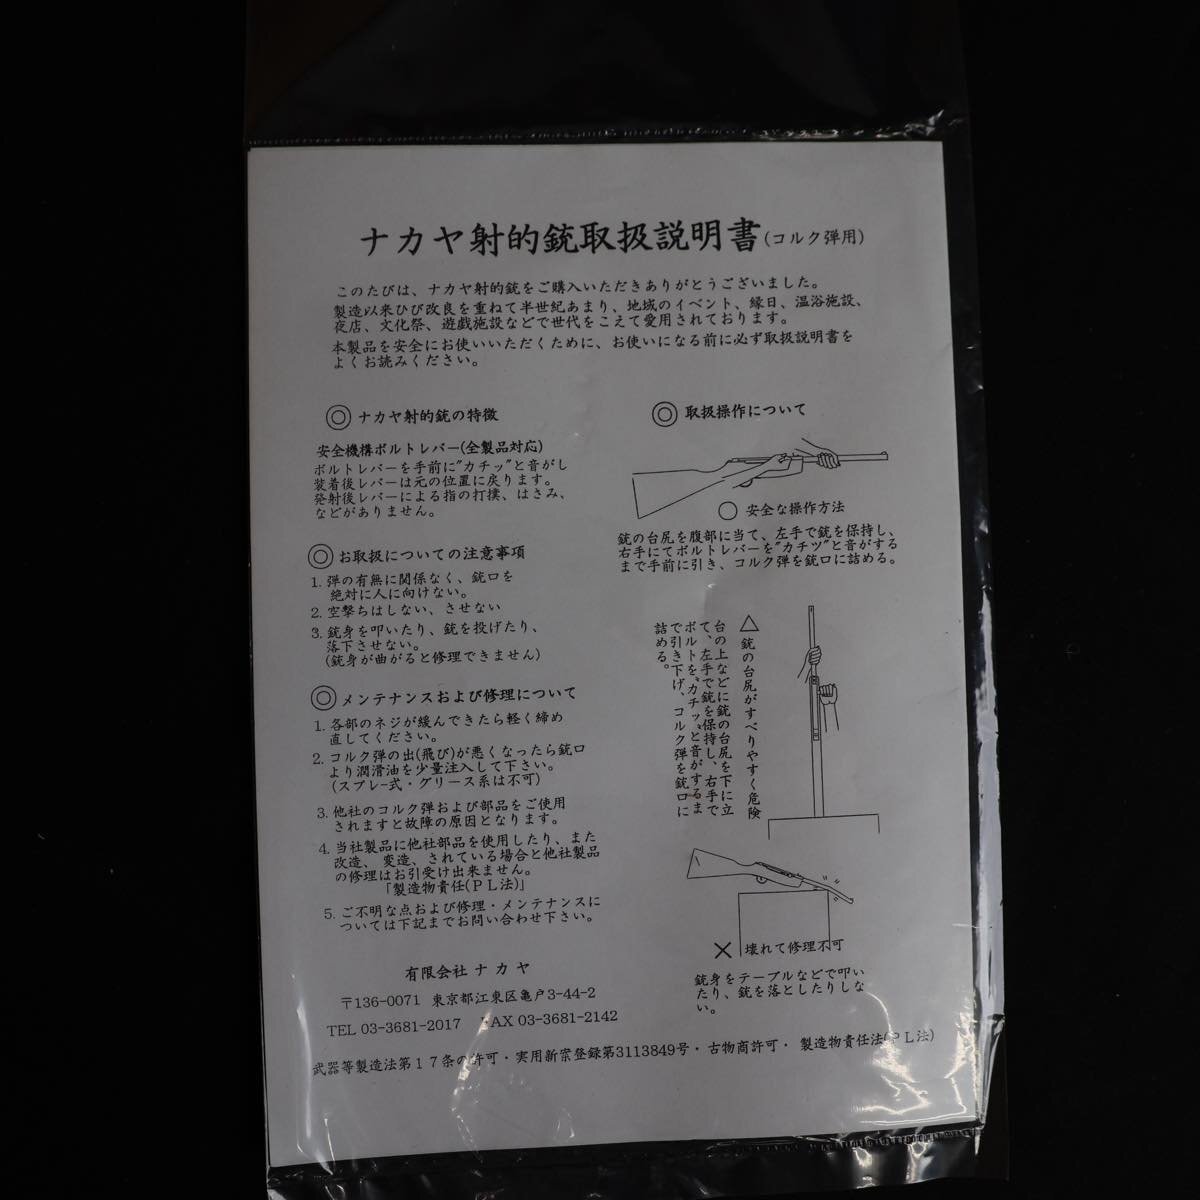 ナカヤ射的銃取扱説明書(コルク弾用)
このたびは、ナカヤ射的銃をご購入いただきありがとうございました。
製造以来ひび改良を重ねて半世紀あまり、地域のイベント、縁日、温浴施設、
夜店、文化祭、遊戯施設などで世代をこえて愛用されております。
本製品を安全にお使いいただくために、お使いになる前に必ず取扱説明書を
よくお読みください。
◎ ナカヤ射的銃の特徴
安全機構ボルトレバー(全製品対応)
ボルトレバーを手前に"カチッ"と音がし
装着後レバーは元の位置に戻ります。
発射後レバーによる指の打撲、はさみ、
などがありません。
◎ お取扱についての注意事項
1. 弾の有無に関係なく、銃口を
絶対に人に向けない。
2. 空撃ちはしない、させない
3. 銃身を叩いたり、銃を投げたり、
落下させない。
(銃身が曲がると修理できません)
◎ メンテナンスおよび修理について
1. 各部のネジが緩んできたら軽く締め
直してください。
2. コルク弾の出(飛び)が悪くなったら銃口
より潤滑油を少量注入して下さい。
(スプレー式・グリース系は不可)
3. 他社のコルク弾および部品をご使用
されますと故障の原因となります。
4. 当社製品に他社部品を使用したり、また
改造、変造、されている場合と他社製品
の修理はお引受け出来ません。
「製造物責任(PL法)」
5. ご不明な点および修理・メンテナンスに
ついては下記までお問い合わせ下さい。
有限会社 ナカヤ
〒136-0071 東京都江東区亀戸3-44-2
TEL 03-3681-2017 FAX 03-3681-2142
◎ 取扱操作について
○ 安全な操作方法
銃の台尻を腹部に当て、左手で銃を保持し、
右手にてボルトレバーを"カチツ"と音がする
まで手前に引き、コルク弾を銃口に詰める。
△ 銃の台尻がすべりやすく危険
台の上などに銃の台尻を下に立
て、左手で銃を保持し、右手で
ボルトを"カチッ"と音がするま
で引き下げ、コルク弾を銃口に
詰める。
× 壊れて修理不可
銃身をテーブルなどで叩い
たり、銃を落としたりしな
い。
武器等製造法第17条の許可・実用新案登録第3113849号・古物商許可・製造物責任法(PL法)